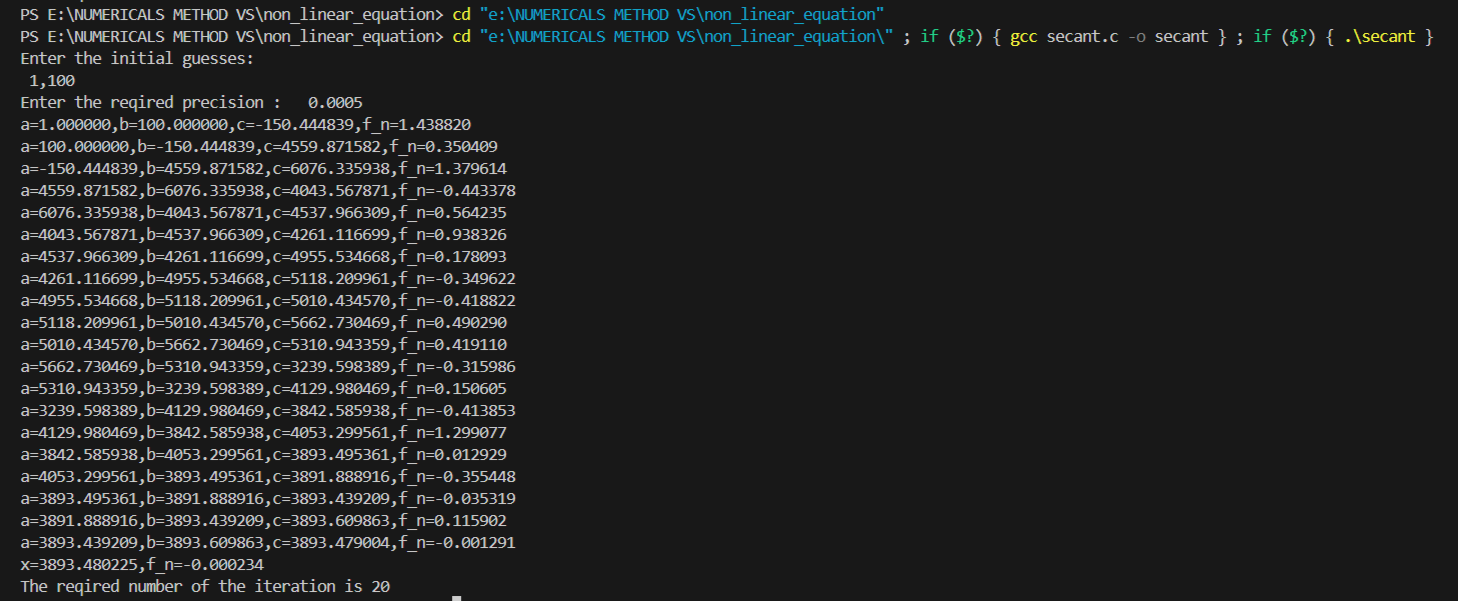 PS E:\NUMERICALS METHOD VS\non_linear_equation> cd "e:\NUMERICALS METHOD VS\non_linear_equation"
PS E:\NUMERICALS METHOD VS\non_linear_equation> cd "e:\NUMERICALS METHOD VS\non_linear_equation\" ; if ($?) { gcc secant.c -o secant } ; if ($?) { .\secant }
Enter the initial guesses:
 1,100
Enter the reqired precision :   0.0005
a=1.000000,b=100.000000,c=-150.444839,f_n=1.438820
a=100.000000,b=-150.444839,c=4559.871582,f_n=0.350409
a=-150.444839,b=4559.871582,c=6076.335938,f_n=1.379614
a=4559.871582,b=6076.335938,c=4043.567871,f_n=-0.443378
a=6076.335938,b=4043.567871,c=4537.966309,f_n=0.564235
a=4043.567871,b=4537.966309,c=4261.116699,f_n=0.938326
a=4537.966309,b=4261.116699,c=4955.534668,f_n=0.178093
a=4261.116699,b=4955.534668,c=5118.209961,f_n=-0.349622
a=4955.534668,b=5118.209961,c=5010.434570,f_n=-0.418822
a=5118.209961,b=5010.434570,c=5662.730469,f_n=0.490290
a=5010.434570,b=5662.730469,c=5310.943359,f_n=0.419110
a=5662.730469,b=5310.943359,c=3239.598389,f_n=-0.315986
a=5310.943359,b=3239.598389,c=4129.980469,f_n=0.150605
a=3239.598389,b=4129.980469,c=3842.585938,f_n=-0.413853
a=4129.980469,b=3842.585938,c=4053.299561,f_n=1.299077
a=3842.585938,b=4053.299561,c=3893.495361,f_n=0.012929
a=4053.299561,b=3893.495361,c=3891.888916,f_n=-0.355448
a=3893.495361,b=3891.888916,c=3893.439209,f_n=-0.035319
a=3891.888916,b=3893.439209,c=3893.609863,f_n=0.115902
a=3893.439209,b=3893.609863,c=3893.479004,f_n=-0.001291
x=3893.480225,f_n=-0.000234
The reqired number of the iteration is 20